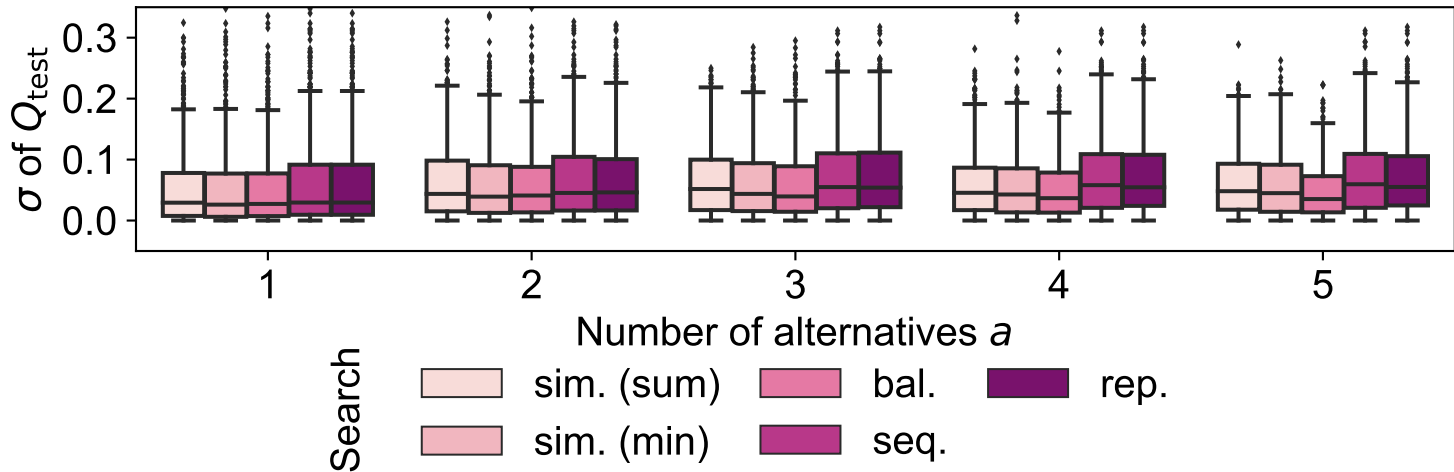 σ of Qtest
0.3
0.2
0.1
0.0
1 2 3 4 5
Number of alternatives a
Search
sim. (sum) bal. rep.
sim. (min) seq.